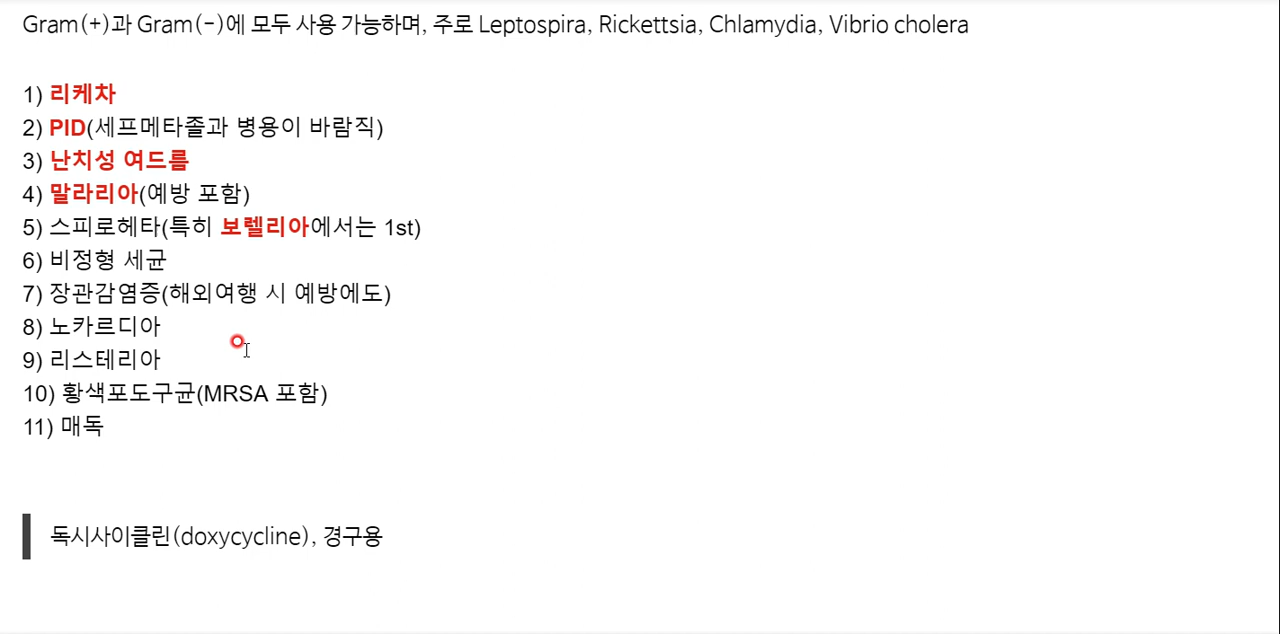 Gram(+)과 Gram(-)에 모두 사용 가능하며, 주로 Leptospira, Rickettsia, Chlamydia, Vibrio cholera
1) 리케차
2) PID(세프메타졸과 병용이 바람직)
3) 난치성 여드름
4) 말라리아(예방 포함)
5) 스피로헤타(특히 보렐리아에서는 1st)
6) 비정형 세균
7) 장관감염증(해외여행 시 예방에도)
8) 노카르디아
9) 리스테리아
10) 황색포도구균(MRSA 포함)
11) 매독
독시사이클린(doxycycline), 경구용